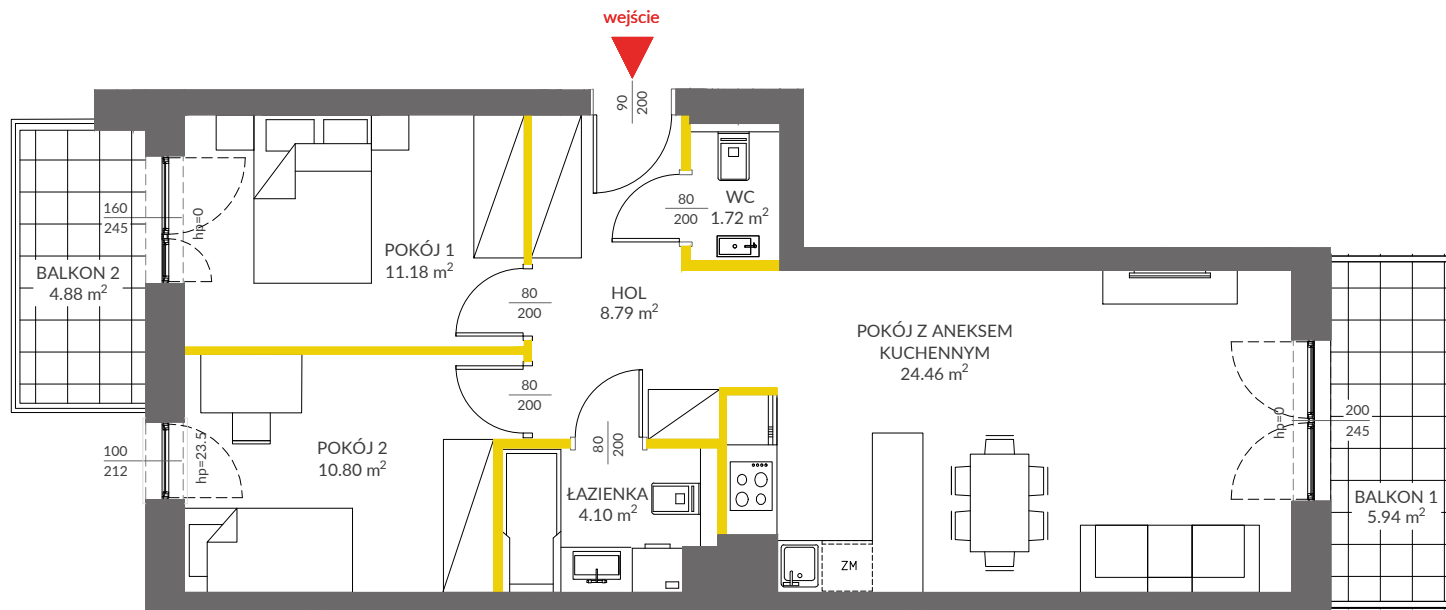 wejście
90
200
WC
1.72 m²
80
200
160
245
hp=0
BALKON 2
4.88 m²
POKÓJ 1
11.18 m²
80
200
HOL
8.79 m²
POKÓJ Z ANEKSEM
KUCHENNYM
24.46 m²
80
200
hp=0
200
245
100
212
hp=23.5
POKÓJ 2
10.80 m²
80
200
ŁAZIENKA
4.10 m²
BALKON 1
5.94 m²
ZM